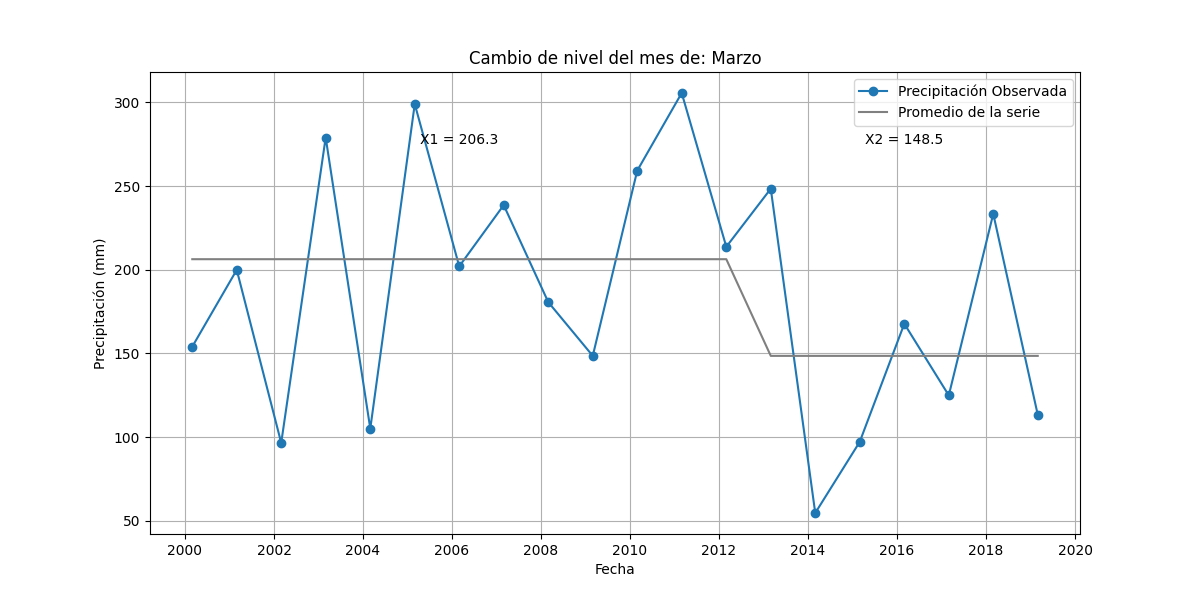 Cambio de nivel del mes de: Marzo
Precipitación Observada
Promedio de la serie
X1 = 206.3
X2 = 148.5
Precipitación (mm)
300
250
200
150
100
50
2000 2002 2004 2006 2008 2010 2012 2014 2016 2018 2020
Fecha